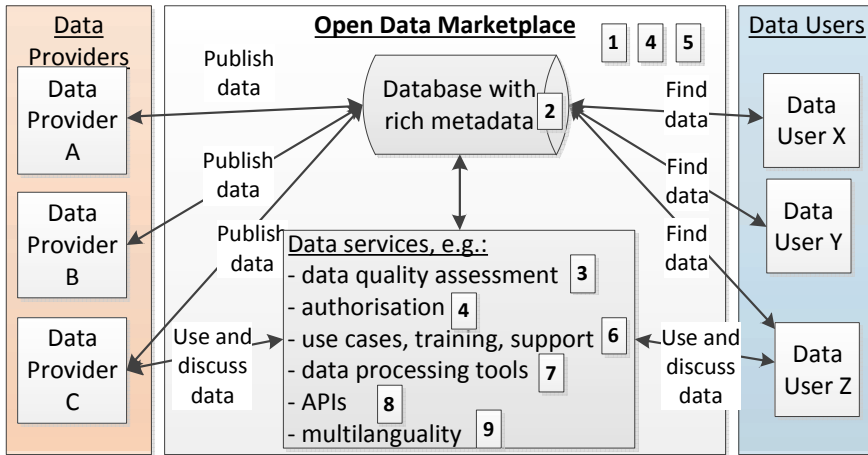 Data
Providers
Data
Provider
A
Data
Provider
B
Data
Provider
C
Open Data Marketplace
1 4 5
Publish
data
Publish
data
Publish
data
Use and
discuss
data
Database with
rich metadata 2
Data services, e.g.:
- data quality assessment 3
- authorisation 4
- use cases, training, support 6
- data processing tools 7
- APIs 8
- multilanguality 9
Find
data
Find
data
Find
data
Use and
discuss
data
Data Users
Data
User X
Data
User Y
Data
User Z